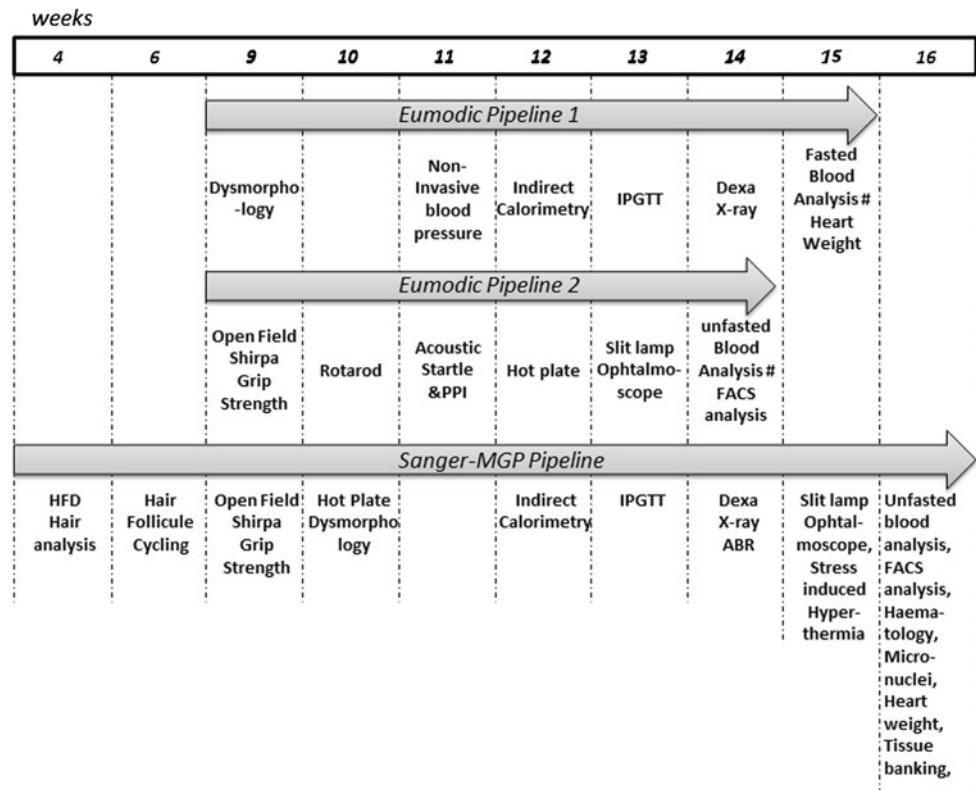 weeks
4 6 9 10 11 12 13 14 15 16
Eumodic Pipeline 1
Dysmorpho
-logy
Non-
Invasive
blood
pressure
Indirect
Calorimetry
IPGTT
Dexa
X-ray
Fasted
Blood
Analysis #
Heart
Weight
Eumodic Pipeline 2
Open Field
Shirpa
Grip
Strength
Rotarod
Acoustic
Startle
&PPI
Hot plate
Slit lamp
Ophtalmo-
scope
unfasted
Blood
Analysis #
FACS
analysis
Sanger-MGP Pipeline
HFD
Hair
analysis
Hair
Follicule
Cycling
Open Field
Shirpa
Grip
Strength
Hot Plate
Dysmorpho
logy
Indirect
Calorimetry
IPGTT
Dexa
X-ray
ABR
Slit lamp
Ophtal-
moscope,
Stress
induced
Hyper-
thermia
Unfasted
blood
analysis,
FACS
analysis,
Haema-
tology,
Micro-
nuclei,
Heart
weight,
Tissue
banking,